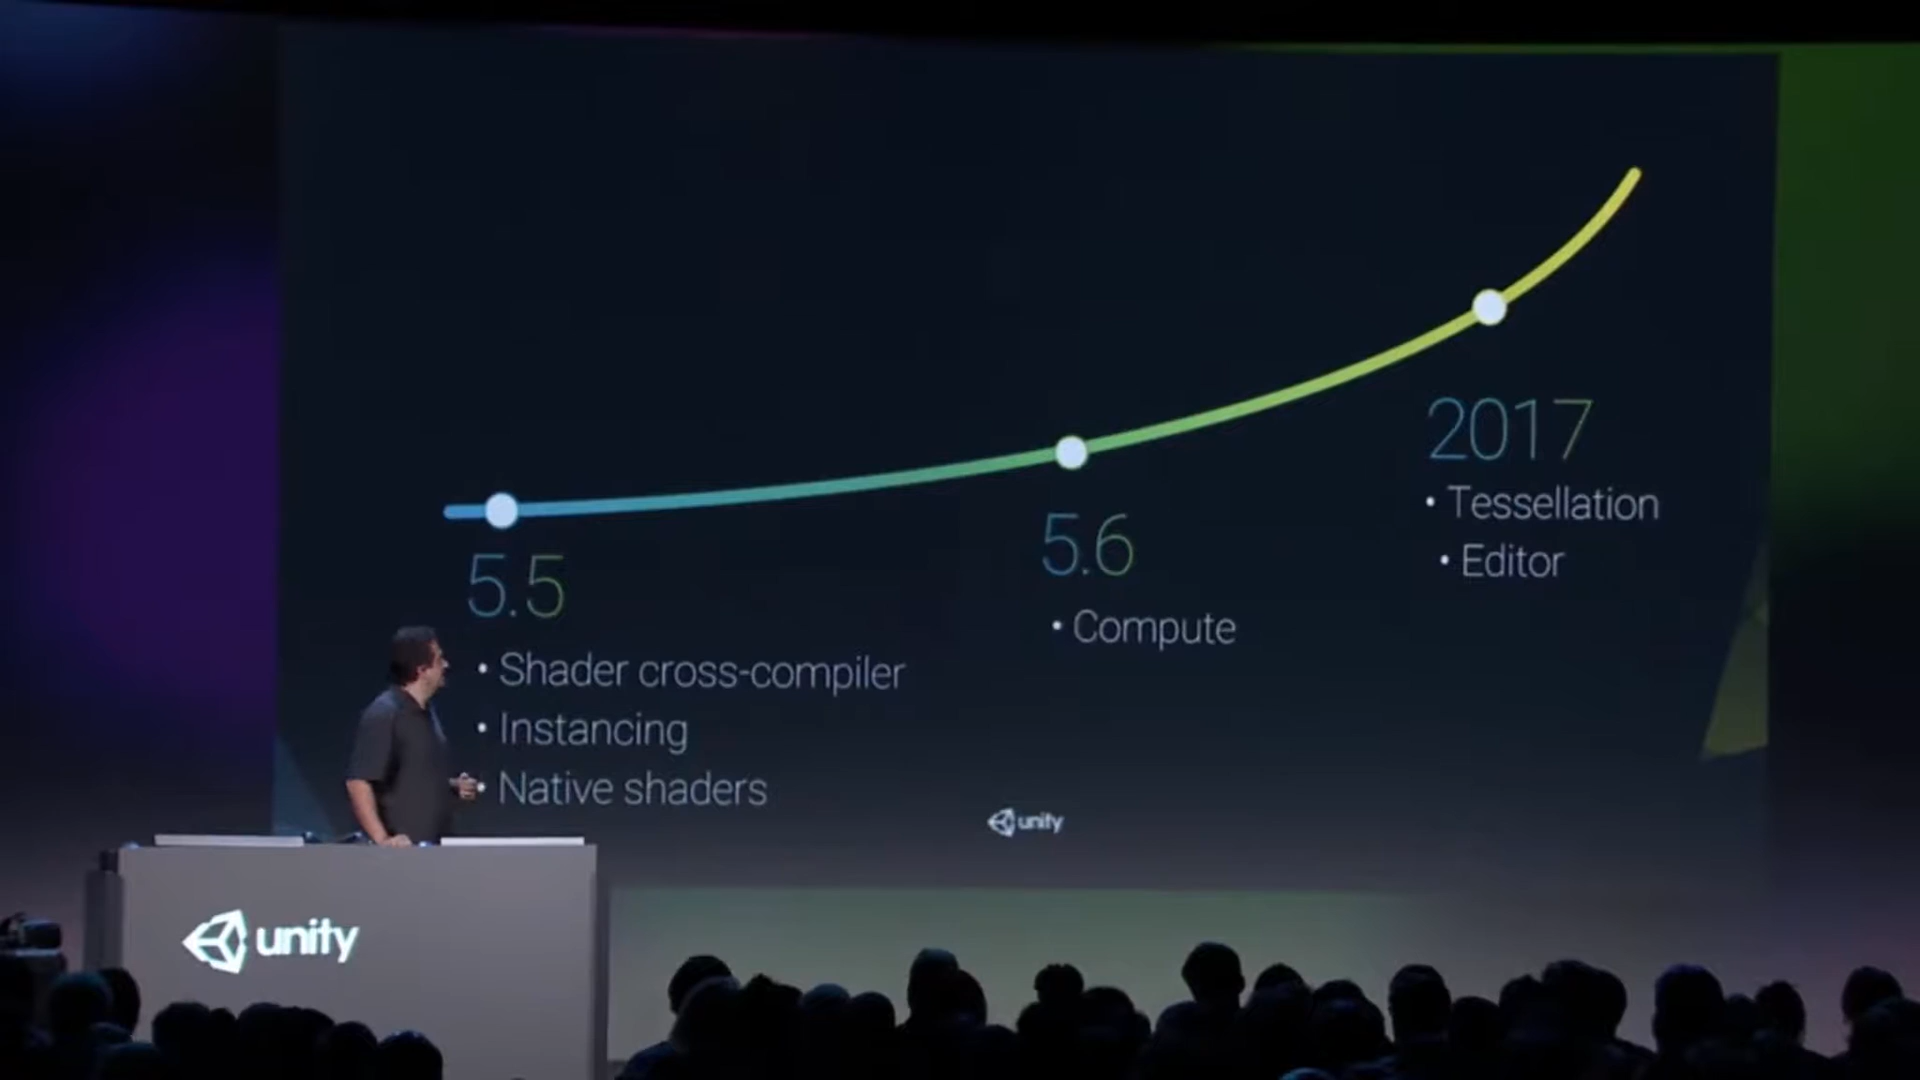 2017
• Tessellation
• Editor
5.6
• Compute
5.5
• Shader cross-compiler
• Instancing
• Native shaders
unity
unity